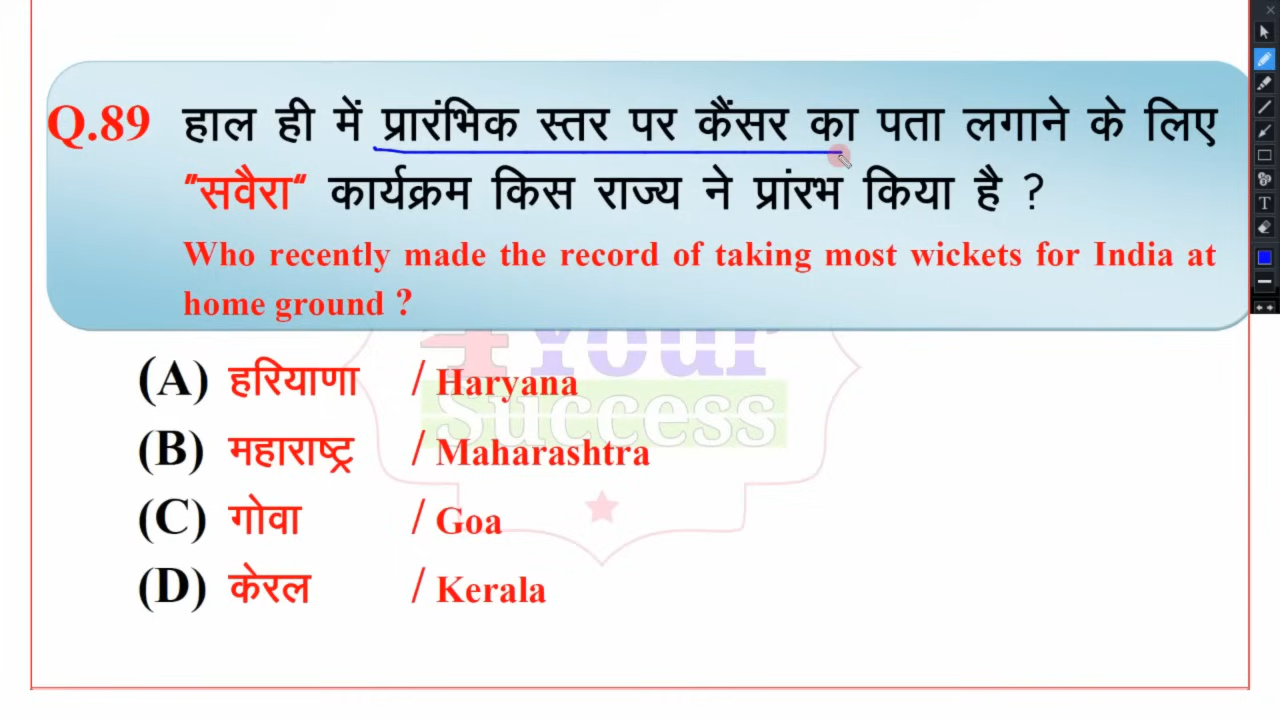 Q.89 हाल ही में प्रारंभिक स्तर पर कैंसर का पता लगाने के लिए
"सवैरा" कार्यक्रम किस राज्य ने प्रांरभ किया है ?
Who recently made the record of taking most wickets for India at
home ground ?
Your
Success
(A) हरियाणा / Haryana
(B) महाराष्ट्र / Maharashtra
(C) गोवा / Goa
(D) केरल / Kerala